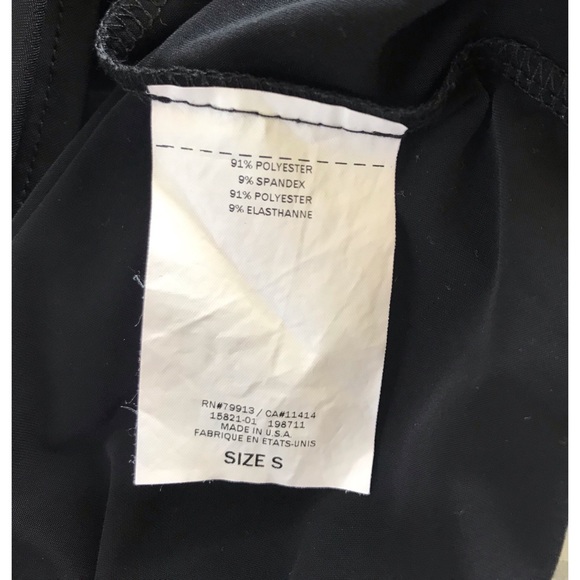 91% POLYESTER
9% SPANDEX
91% POLYESTER
9% ELASTHANNE
RN#79913 / CA#11414
15821-01 198711
MADE IN U.S.A.
FABRIQUE EN ETATS-UNIS
SIZE S